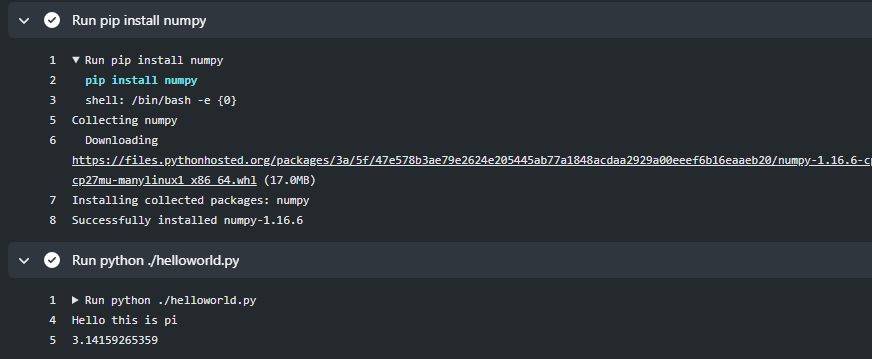 Run pip install numpy
1 ▼ Run pip install numpy
2 pip install numpy
3 shell: /bin/bash -e {0}
5 Collecting numpy
6 Downloading
https://files.pythonhosted.org/packages/3a/5f/47e578b3ae79e2624e205445ab77a1848acdaa2929a00eeef6b16eaaeb20/numpy-1.16.6-cp
cp27mu-manylinux1_x86_64.whl (17.0MB)
7 Installing collected packages: numpy
8 Successfully installed numpy-1.16.6
Run python ./helloworld.py
1 ▶ Run python ./helloworld.py
4 Hello this is pi
5 3.14159265359